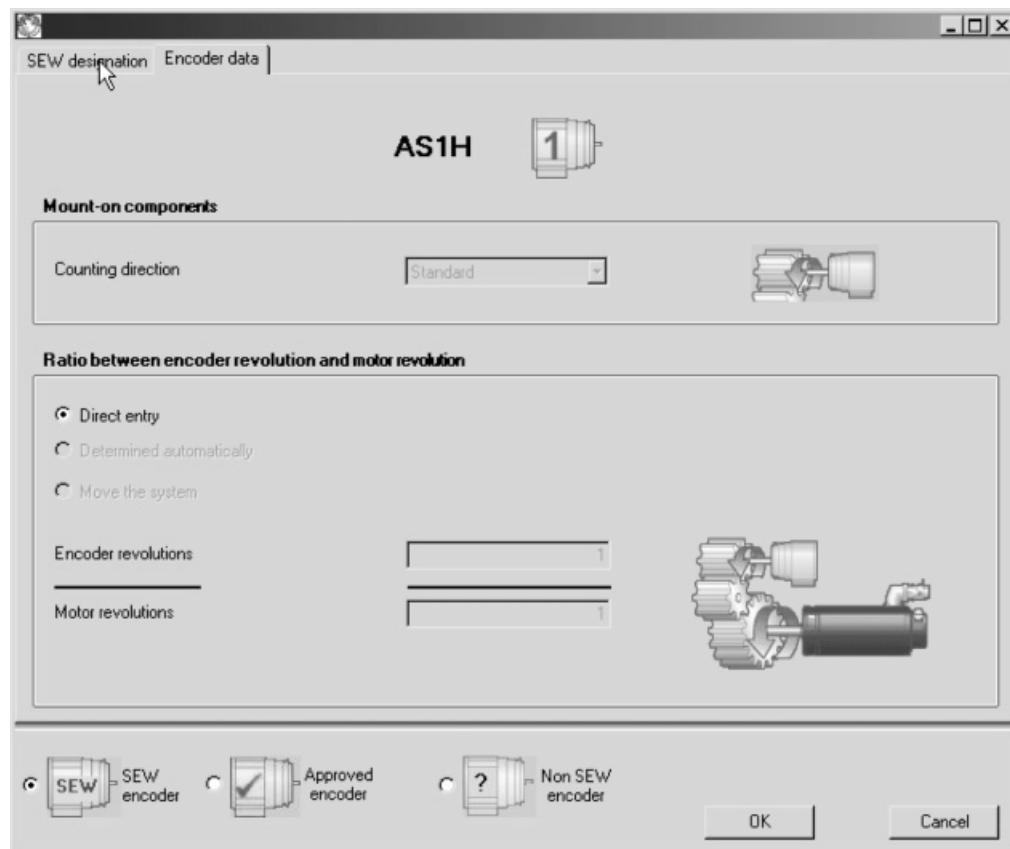 SEW designation Encoder data
AS1H 1
Mount-on components
Counting direction Standard
Ratio between encoder revolution and motor revolution
Direct entry
Determined automatically
Move the system
Encoder revolutions 1
Motor revolutions 1
SEW SEW
encoder
Approved
encoder
? Non SEW
encoder
OK Cancel